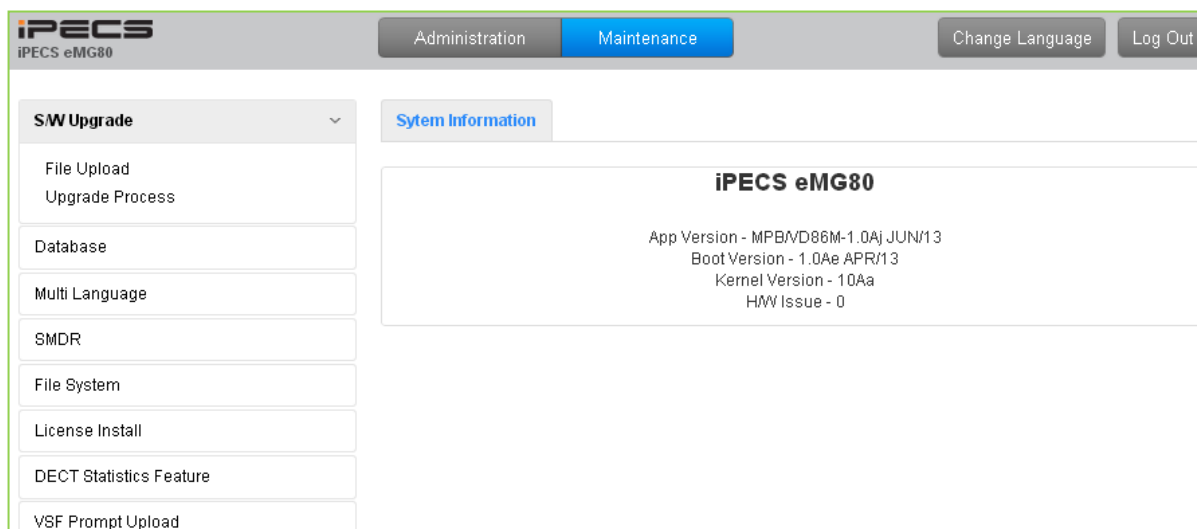 iPECS
iPECS eMG80
Administration
Maintenance
Change Language
Log Out
S/W Upgrade
File Upload
Upgrade Process
Database
Multi Language
SMDR
File System
License Install
DECT Statistics Feature
VSF Prompt Upload
Sytem Information
iPECS eMG80
App Version - MPB/VD86M-1.0Aj JUN/13
Boot Version - 1.0Ae APR/13
Kernel Version - 10Aa
H/W Issue - 0